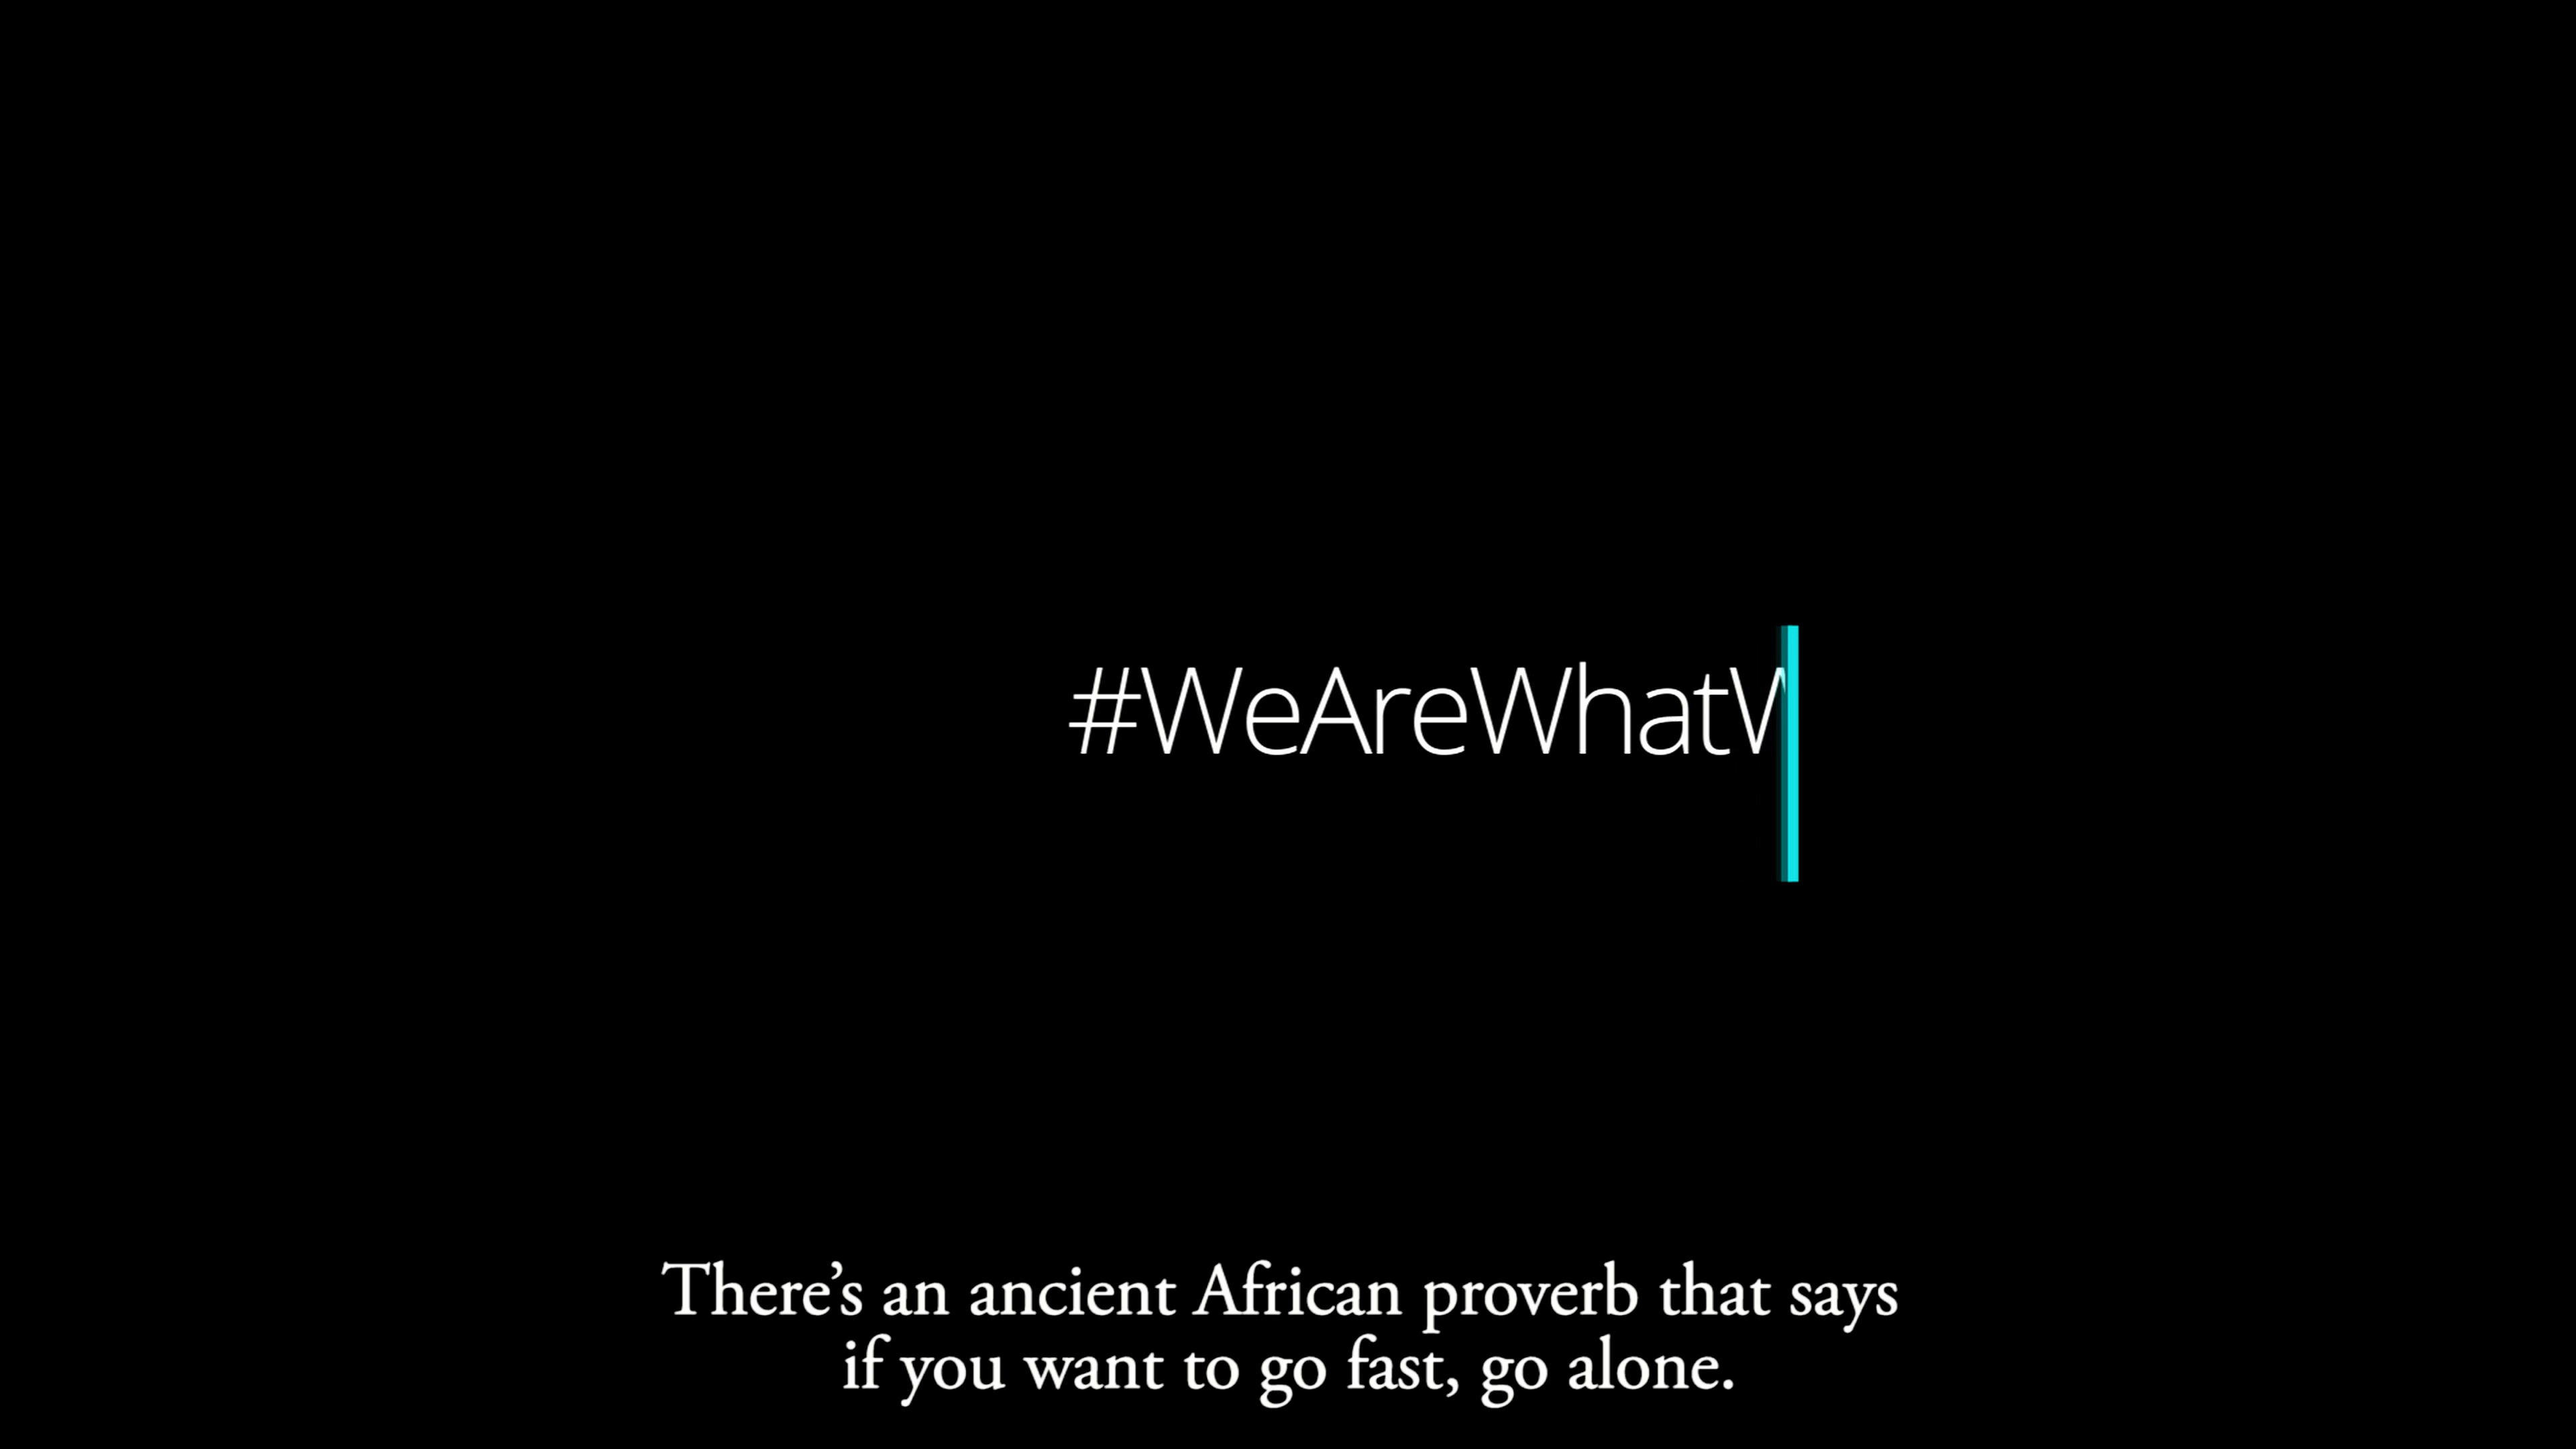 #WeAreWhatW
There’s an ancient African proverb that says
if you want to go fast, go alone.